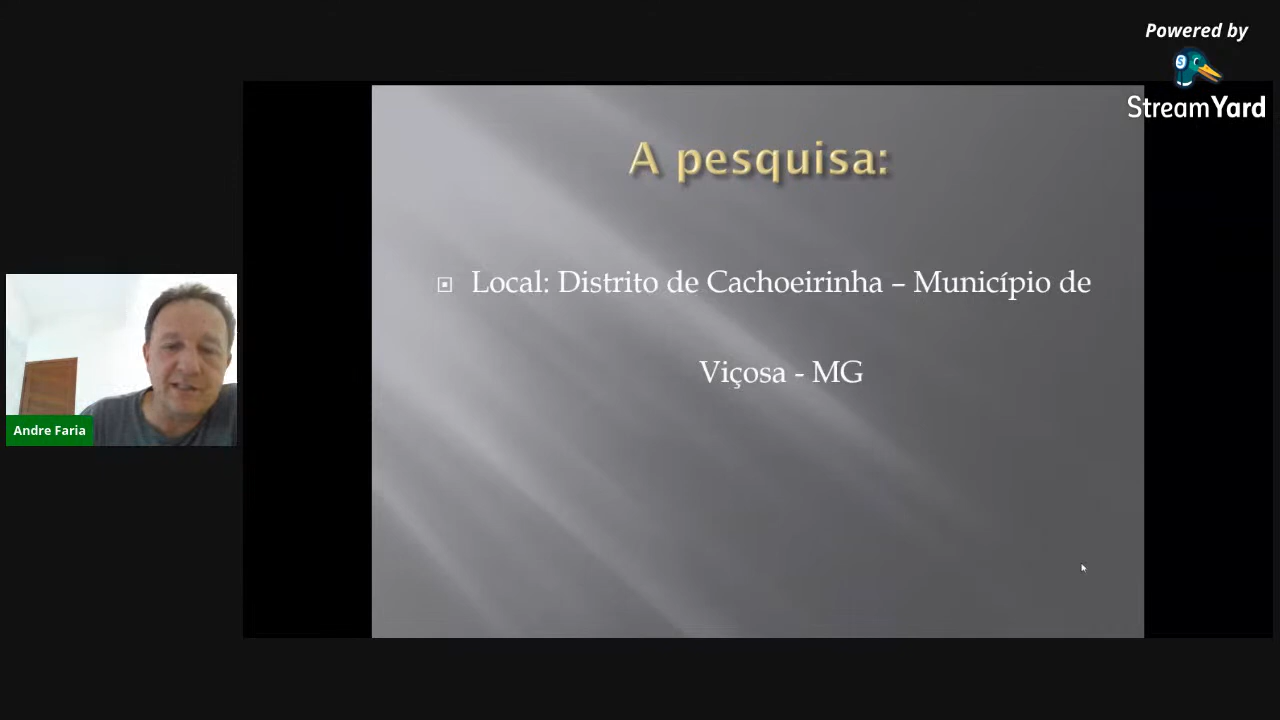 Powered by
StreamYard
A pesquisa:
Local: Distrito de Cachoeirinha – Município de
Viçosa - MG
Andre Faria